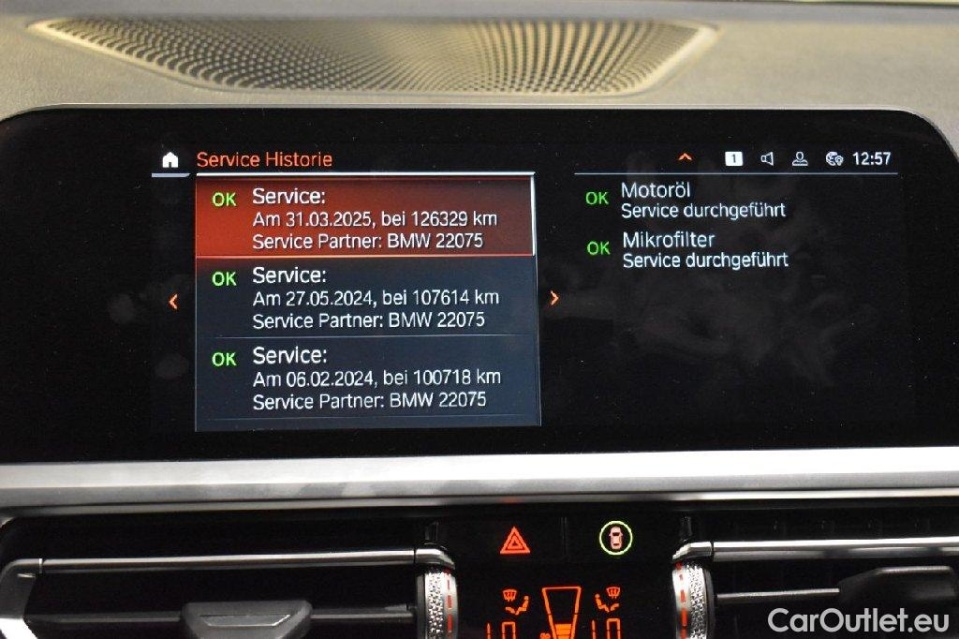 Service Historie
1
12:57
OK Service:
Am 31.03.2025, bei 126329 km
Service Partner: BMW 22075
OK Service:
Am 27.05.2024, bei 107614 km
Service Partner: BMW 22075
OK Service:
Am 06.02.2024, bei 100718 km
Service Partner: BMW 22075
OK Motoröl
Service durchgeführt
OK Mikrofilter
Service durchgeführt
CarOutlet.eu